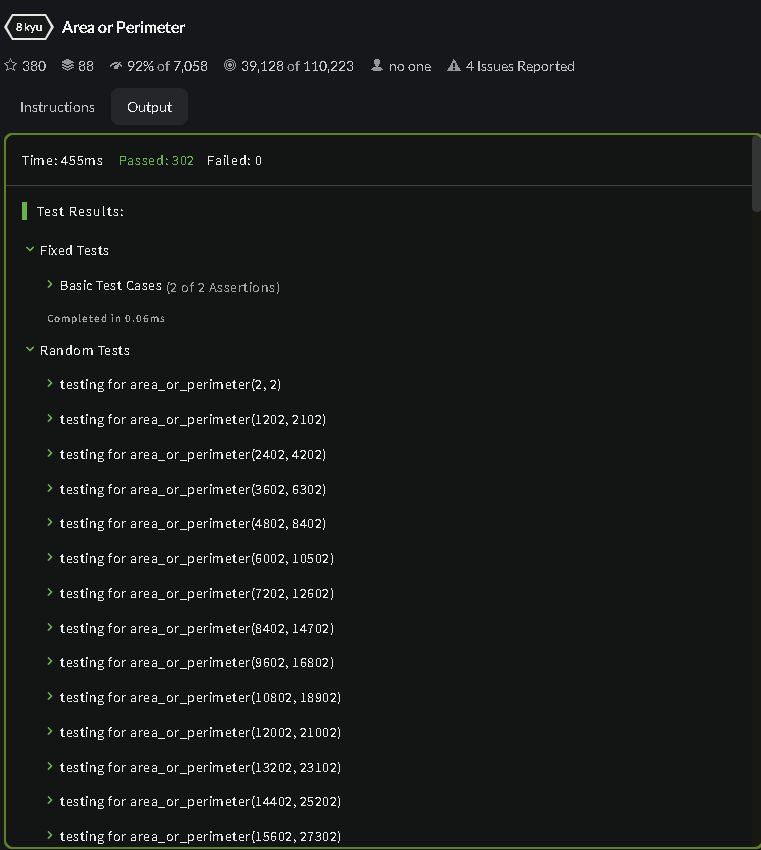 8 kyu Area or Perimeter
380 88 92% of 7,058 39,128 of 110,223 no one 4 Issues Reported
Instructions Output
Time: 455ms Passed: 302 Failed: 0
Test Results:
Fixed Tests
Basic Test Cases (2 of 2 Assertions)
Completed in 0.06ms
Random Tests
testing for area_or_perimeter(2, 2)
testing for area_or_perimeter(1202, 2102)
testing for area_or_perimeter(2402, 4202)
testing for area_or_perimeter(3602, 6302)
testing for area_or_perimeter(4802, 8402)
testing for area_or_perimeter(6002, 10502)
testing for area_or_perimeter(7202, 12602)
testing for area_or_perimeter(8402, 14702)
testing for area_or_perimeter(9602, 16802)
testing for area_or_perimeter(10802, 18902)
testing for area_or_perimeter(12002, 21002)
testing for area_or_perimeter(13202, 23102)
testing for area_or_perimeter(14402, 25202)
testing for area_or_perimeter(15602, 27302)